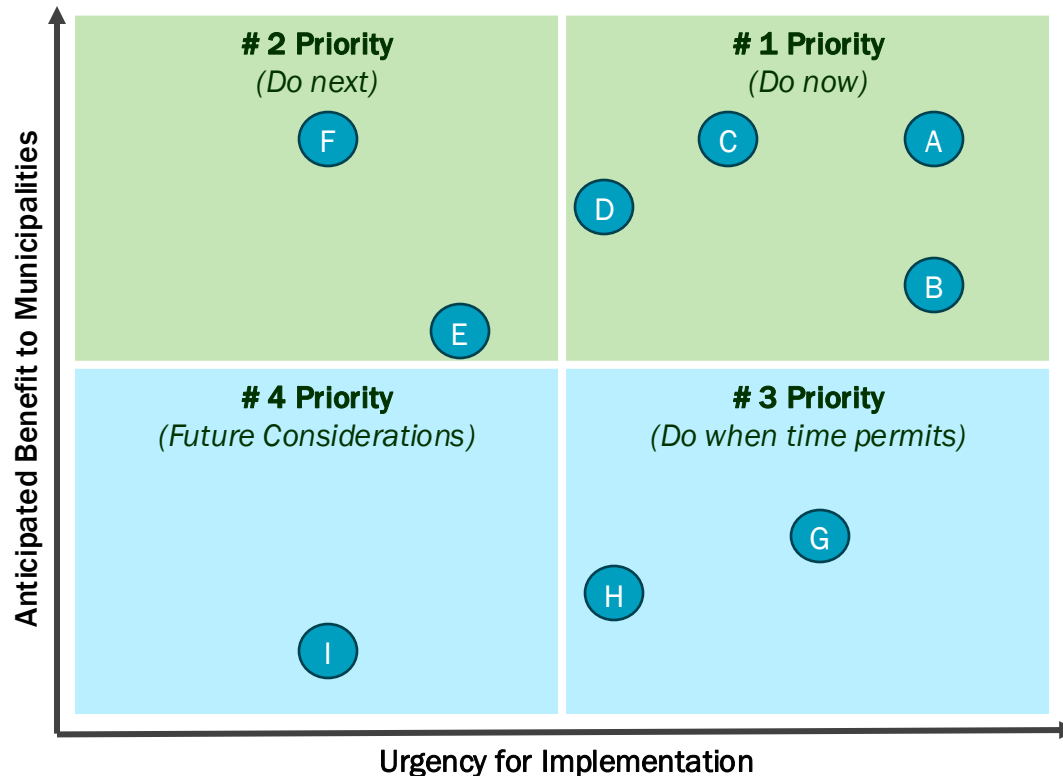 Anticipated Benefit to Municipalities
# 2 Priority
(Do next)
F
E
# 1 Priority
(Do now)
C
A
D
B
# 4 Priority
(Future Considerations)
I
# 3 Priority
(Do when time permits)
G
H
Urgency for Implementation